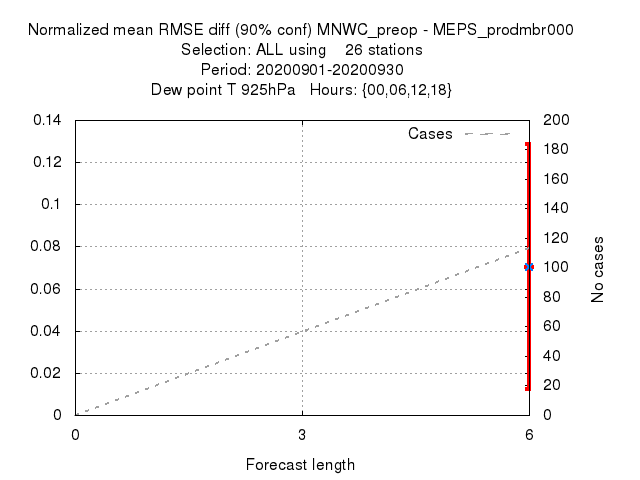 Normalized mean RMSE diff (90% conf) MNWC_preop - MEPS_prodmbr000
Selection: ALL using 26 stations
Period: 20200901-20200930
Dew point T 925hPa Hours: {00,06,12,18}
Cases
0.14
0.12
0.1
0.08
0.06
0.04
0.02
0
200
180
160
140
120
100
80
60
40
20
0
No cases
0 3 6
Forecast length